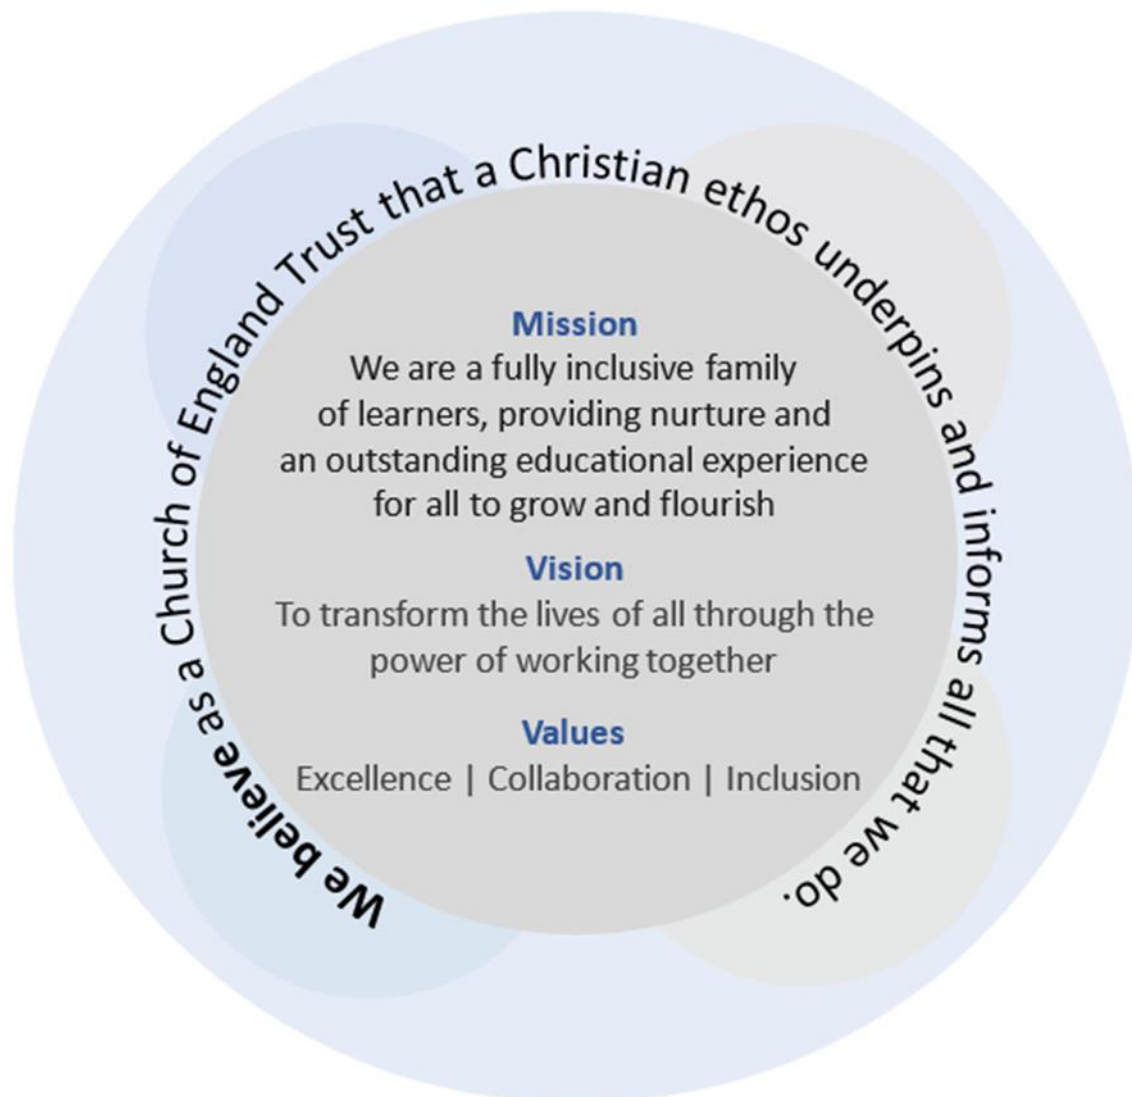 We believe as a Church of England Trust that a Christian ethos underpins and informs all that we do.
Mission
We are a fully inclusive family
of learners, providing nurture and
an outstanding educational experience
for all to grow and flourish
Vision
To transform the lives of all through the
power of working together
Values
Excellence | Collaboration | Inclusion